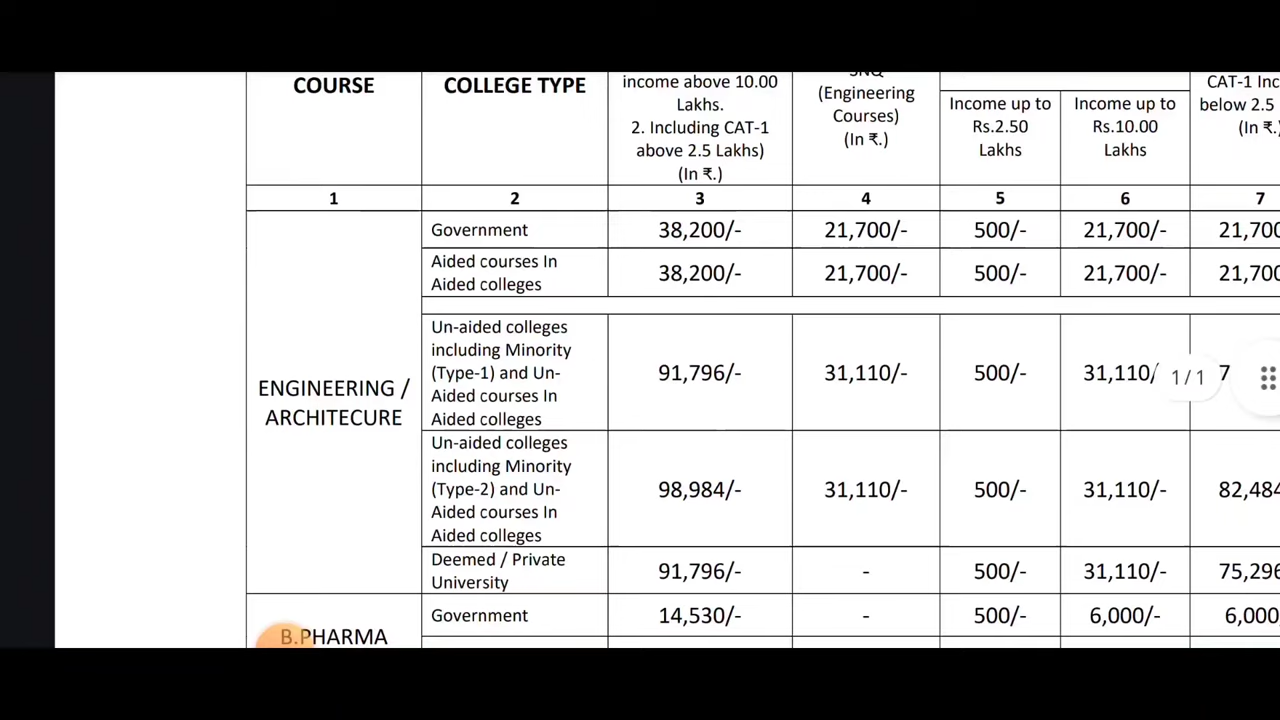 COURSE
COLLEGE TYPE
income above 10.00
Lakhs.
2. Including CAT-1
above 2.5 Lakhs)
(In ₹.)
(Engineering
Courses)
(In ₹.)
Income up to
Rs.2.50
Lakhs
Income up to
Rs.10.00
Lakhs
CAT-1
below 2.5
(In ₹.)
1 2 3 4 5 6 7
ENGINEERING /
ARCHITECURE
Government
38,200/- 21,700/- 500/- 21,700/- 21,700
Aided courses In
Aided colleges
38,200/- 21,700/- 500/- 21,700/- 21,700
Un-aided colleges
including Minority
(Type-1) and Un-
Aided courses In
Aided colleges
91,796/- 31,110/- 500/- 31,110/ 7
1/1
Un-aided colleges
including Minority
(Type-2) and Un-
Aided courses In
Aided colleges
98,984/- 31,110/- 500/- 31,110/- 82,484
Deemed / Private
University
91,796/- - 500/- 31,110/- 75,296
B.PHARMA
Government
14,530/- - 500/- 6,000/- 6,000